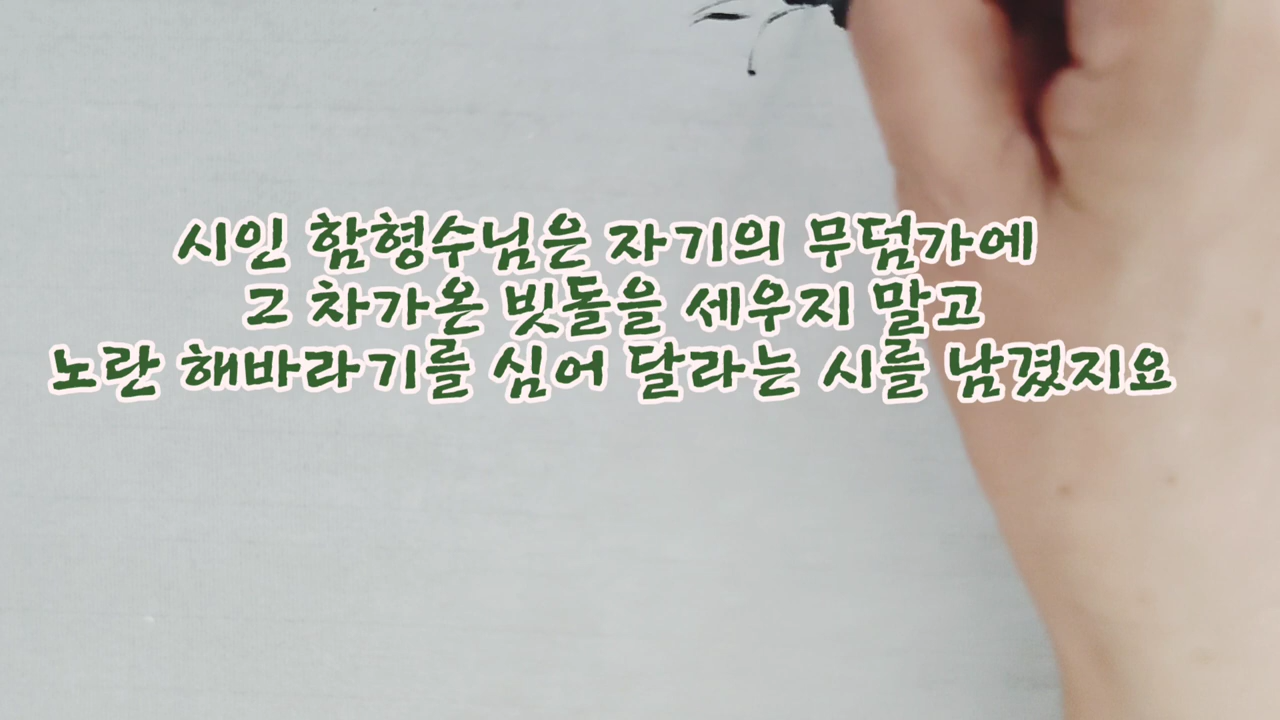 시인 함형수님은 자기의 무덤가에
그 차가운 빗돌을 세우지 말고
노란 해바라기를 심어 달라는 시를 남겼지요